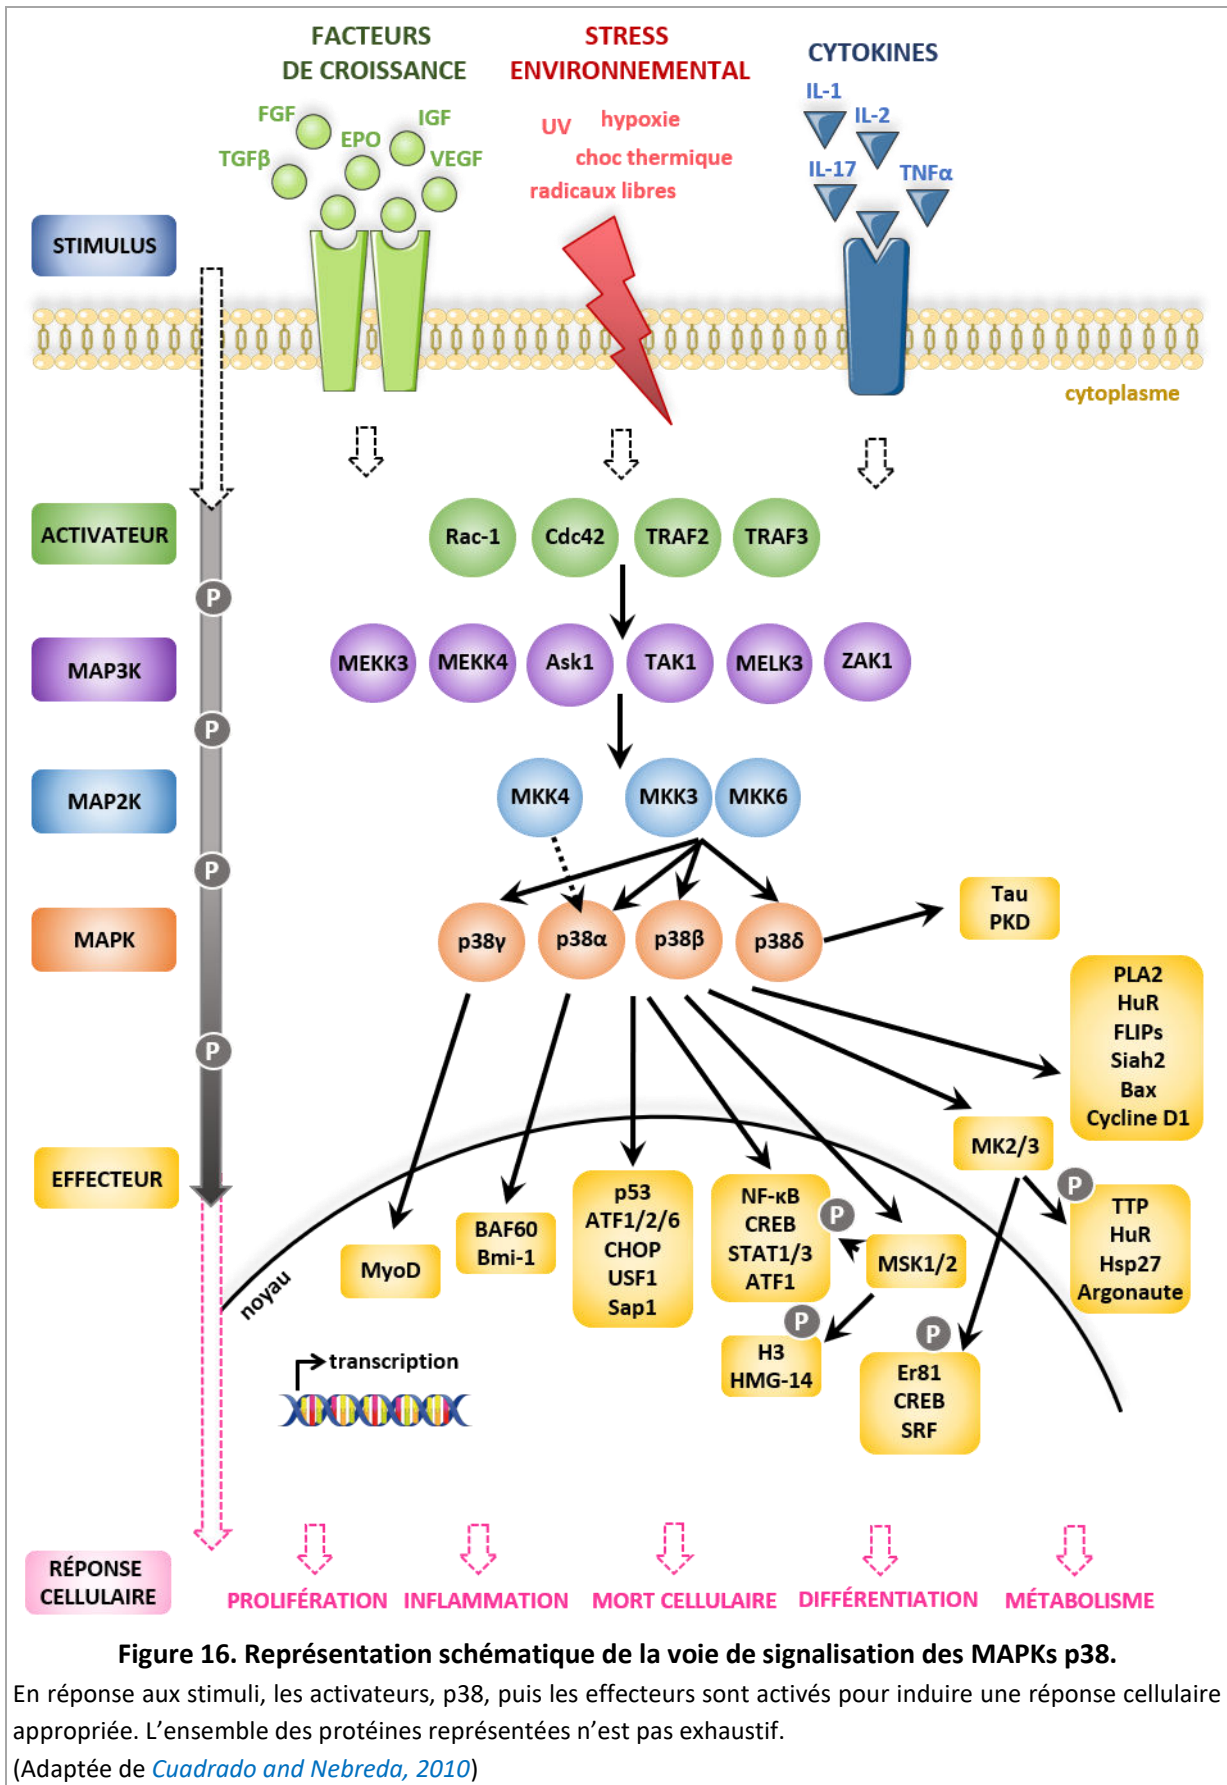 FACTEURS
DE CROISSANCE
STRESS
ENVIRONNEMENTAL
CYTOKINES
FGF
IGF
TGFβ
EPO
VEGF
UV
hypoxie
choc thermique
radicaux libres
IL-1
IL-2
IL-17
TNFα
STIMULUS
cytoplasme
ACTIVATEUR
Rac-1
Cdc42
TRAF2
TRAF3
P
MAP3K
MEKK3
MEKK4
Ask1
TAK1
MELK3
ZAK1
P
MAP2K
MKK4
MKK3
MKK6
P
MAPK
p38γ
p38α
p38β
p38δ
Tau
PKD
P
PLA2
HuR
FLIPs
Siah2
Bax
Cycline D1
EFFECTEUR
MK2/3
P
TTP
HuR
Hsp27
Argonaute
noyau
MyoD
BAF60
Bmi-1
p53
ATF1/2/6
CHOP
USF1
Sap1
NF-κB
CREB
STAT1/3
ATF1
P
MSK1/2
P
H3
HMG-14
P
Er81
CREB
SRF
transcription
RÉPONSE
CELLULAIRE
PROLIFÉRATION
INFLAMMATION
MORT CELLULAIRE
DIFFÉRENTIATION
MÉTABOLISME
Figure 16. Représentation schématique de la voie de signalisation des MAPKs p38.
En réponse aux stimuli, les activateurs, p38, puis les effecteurs sont activés pour induire une réponse cellulaire
appropriée. L’ensemble des protéines représentées n’est pas exhaustif.
(Adaptée de Cuadrado and Nebreda, 2010)